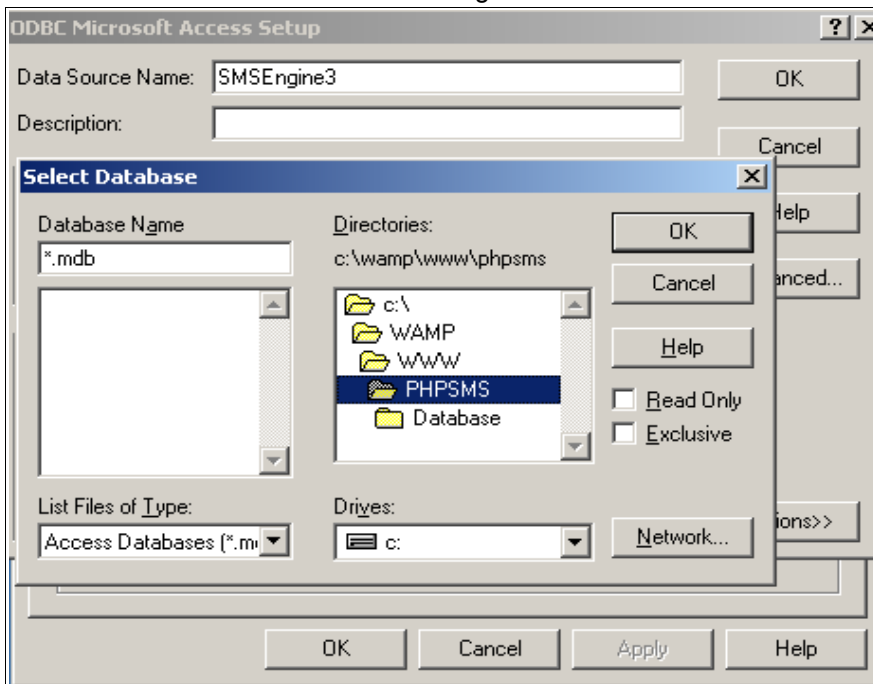 ODBC Microsoft Access Setup
Data Source Name: SMSEngine3 OK
Description:
Cancel
Select Database
Database Name Directories: OK Help
*.mdb c:\wamp\www\phpsms
Cancel
c:\
WAMP
WWW Help
PHPSMS Read Only
Database
Exclusive
List Files of Type: Drives:
Access Databases (*.m c: Network...
OK Cancel Apply Help